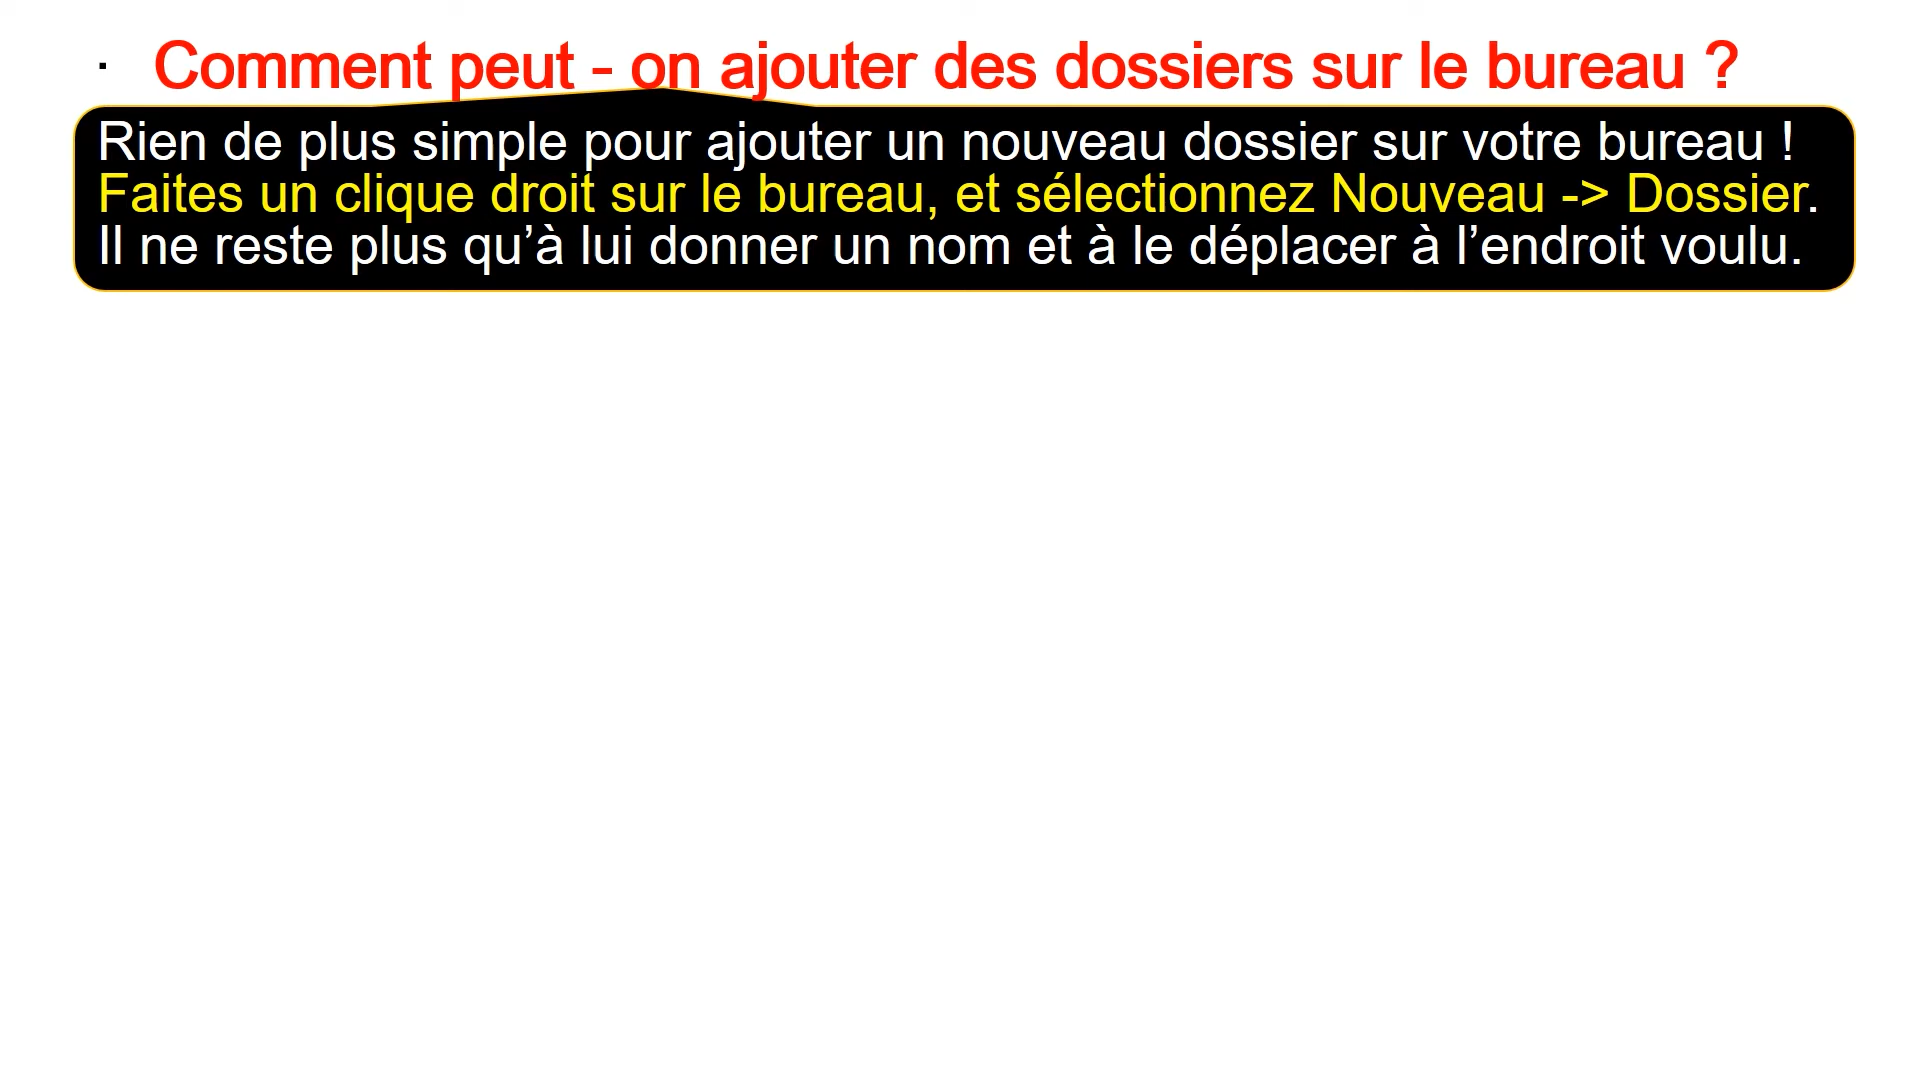 · Comment peut - on ajouter des dossiers sur le bureau ?
Rien de plus simple pour ajouter un nouveau dossier sur votre bureau !
Faites un clique droit sur le bureau, et sélectionnez Nouveau -> Dossier.
Il ne reste plus qu’à lui donner un nom et à le déplacer à l’endroit voulu.